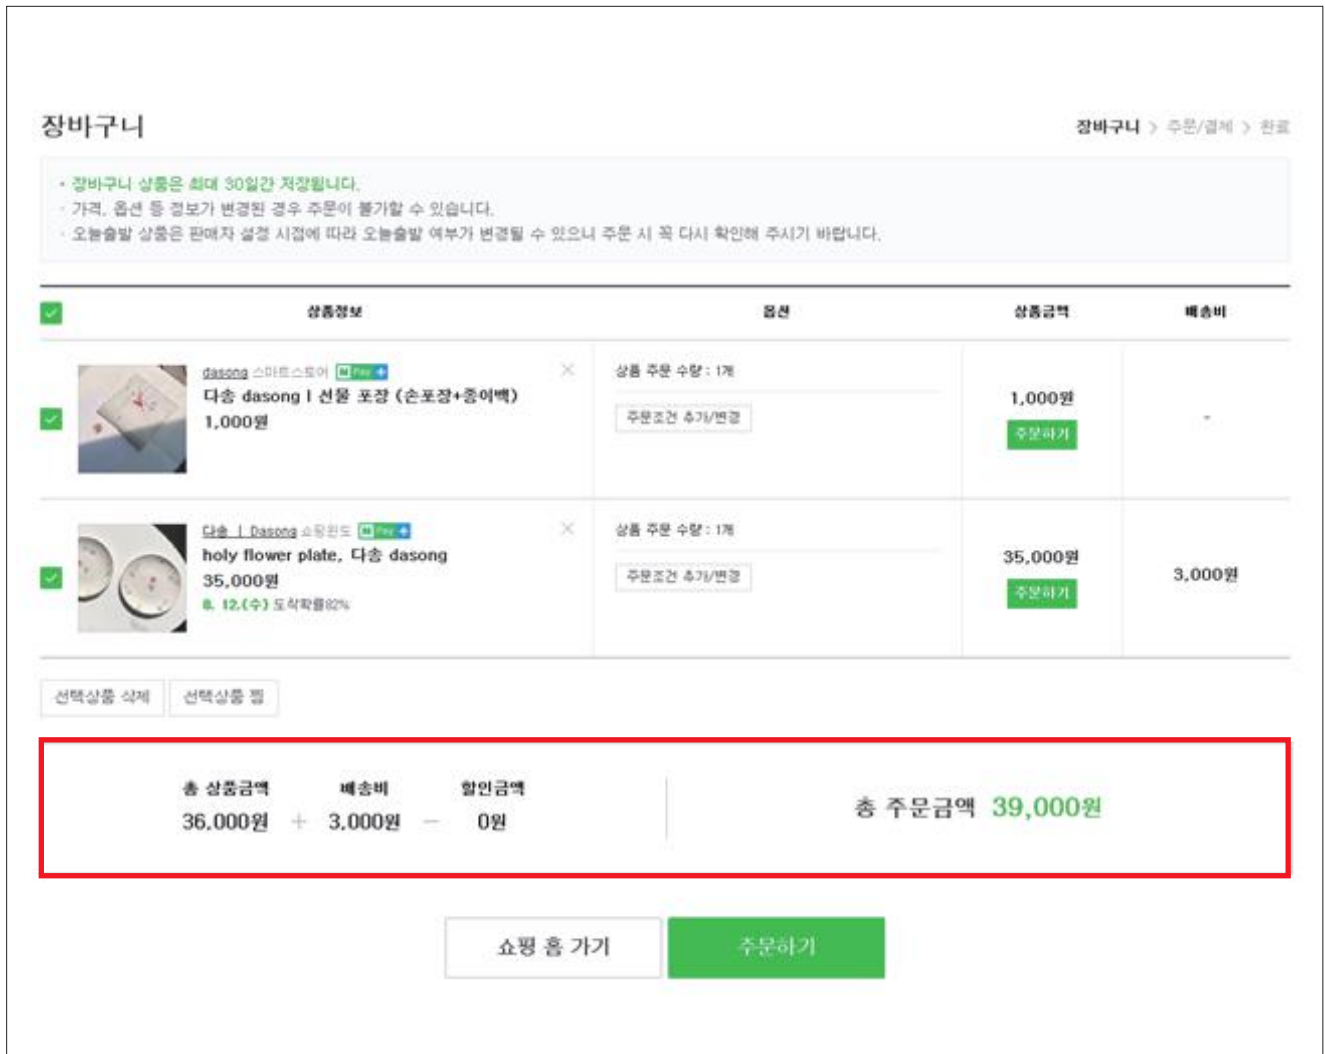 장바구니
장바구니 > 주문/결제 > 완료
• 장바구니 상품은 최대 30일간 저장됩니다.
· 가격, 옵션 등 정보가 변경된 경우 주문이 불가할 수 있습니다.
· 오늘출발 상품은 판매자 설정 시점에 따라 오늘출발 여부가 변경될 수 있으니 주문 시 꼭 다시 확인해 주시기 바랍니다.
상품정보 옵션 상품금액 배송비
dasong 스마트스토어 N Pay +
다송 dasong | 선물 포장 (손포장+종이백)
1,000원
상품 주문 수량 : 1개
주문조건 추가/변경
1,000원
주문하기
-
다송 | Dasong 쇼핑윈도 N Pay +
holy flower plate, 다송 dasong
35,000원
8. 12.(수) 도착확률82%
상품 주문 수량 : 1개
주문조건 추가/변경
35,000원
주문하기
3,000원
선택상품 삭제 선택상품 찜
총 상품금액 배송비 할인금액
36,000원 + 3,000원 - 0원
총 주문금액 39,000원
쇼핑 홈 가기 주문하기